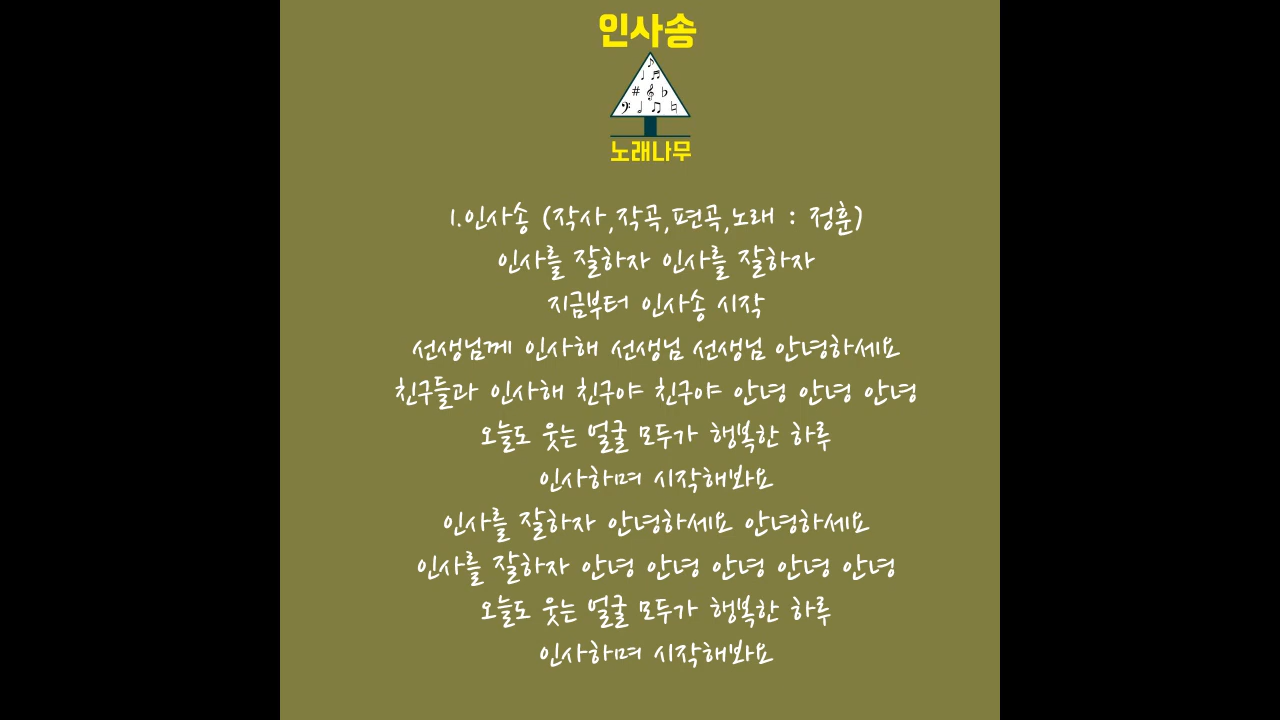 인사송
노래나무
1.인사송 (작사,작곡,편곡,노래 : 정훈)
인사를 잘하자 인사를 잘하자
지금부터 인사송 시작
선생님께 인사해 선생님 선생님 안녕하세요
친구들과 인사해 친구야 친구야 안녕 안녕 안녕
오늘도 웃는 얼굴 모두가 행복한 하루
인사하며 시작해봐요
인사를 잘하자 안녕하세요 안녕하세요
인사를 잘하자 안녕 안녕 안녕 안녕 안녕
오늘도 웃는 얼굴 모두가 행복한 하루
인사하며 시작해봐요